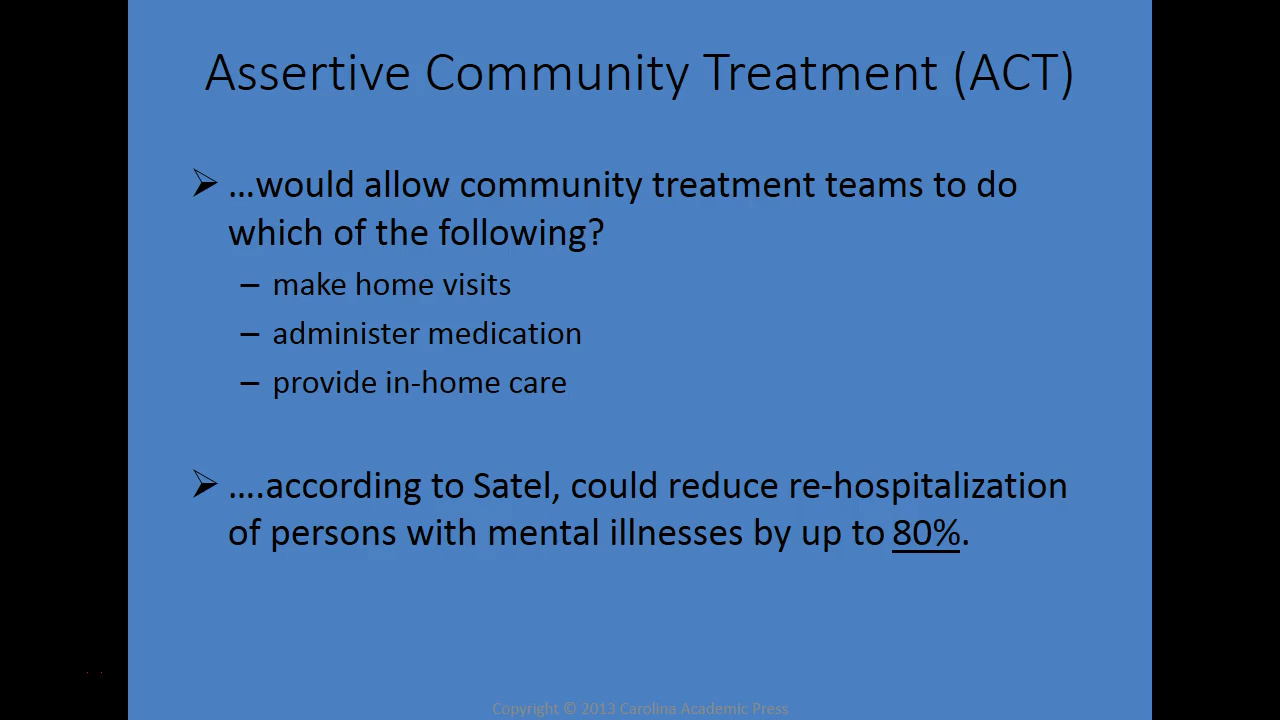 Assertive Community Treatment (ACT)
➢ …would allow community treatment teams to do
which of the following?
– make home visits
– administer medication
– provide in-home care
➢ ….according to Satel, could reduce re-hospitalization
of persons with mental illnesses by up to 80%.
Copyright © 2013 Carolina Academic Press